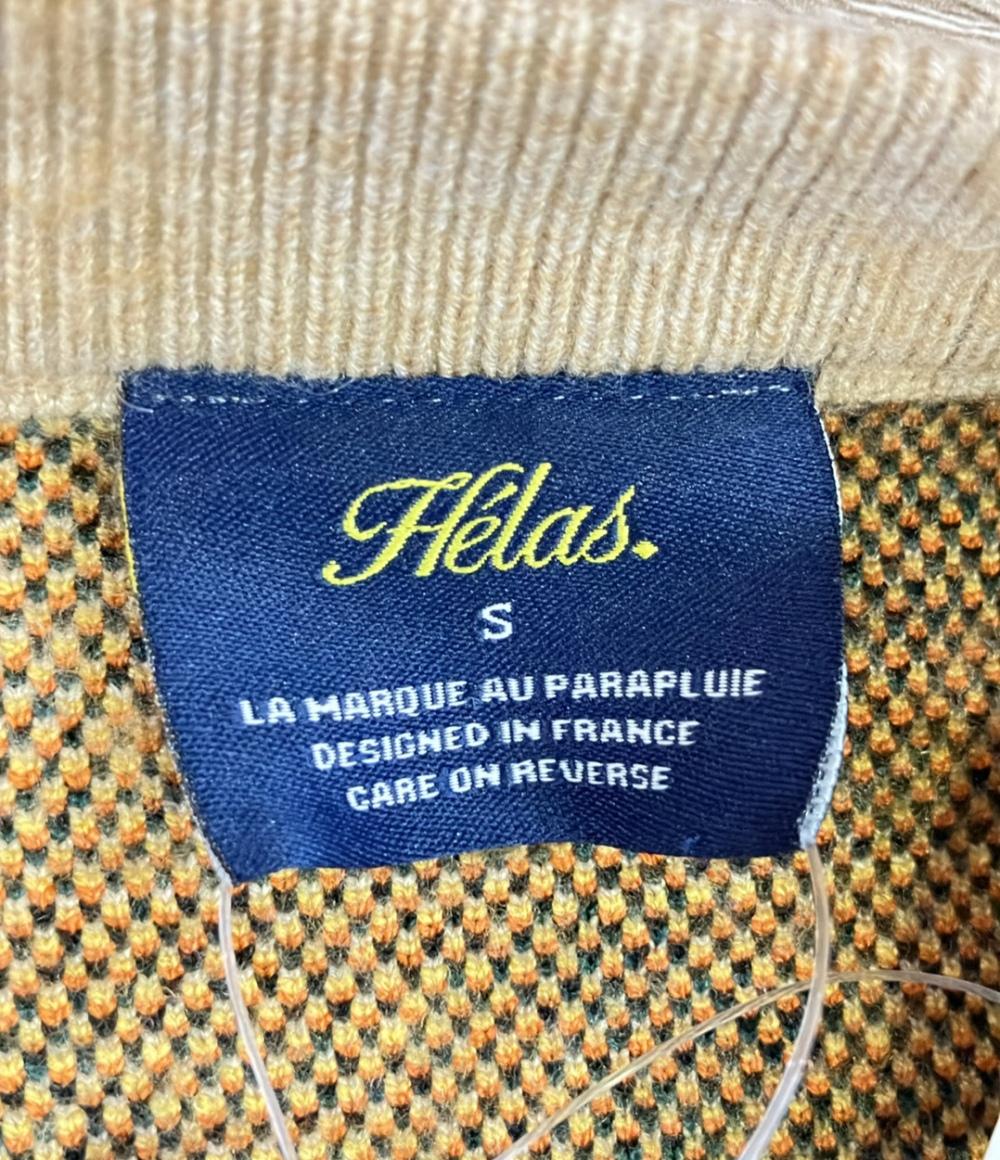 Hélas.
S
LA MARQUE AU PARAPLUIE
DESIGNED IN FRANCE
CARE ON REVERSE